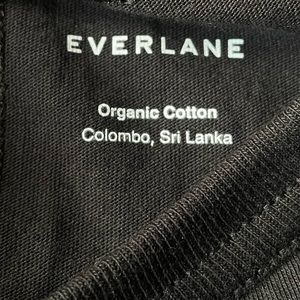 EVERLANE
Organic Cotton
Colombo, Sri Lanka